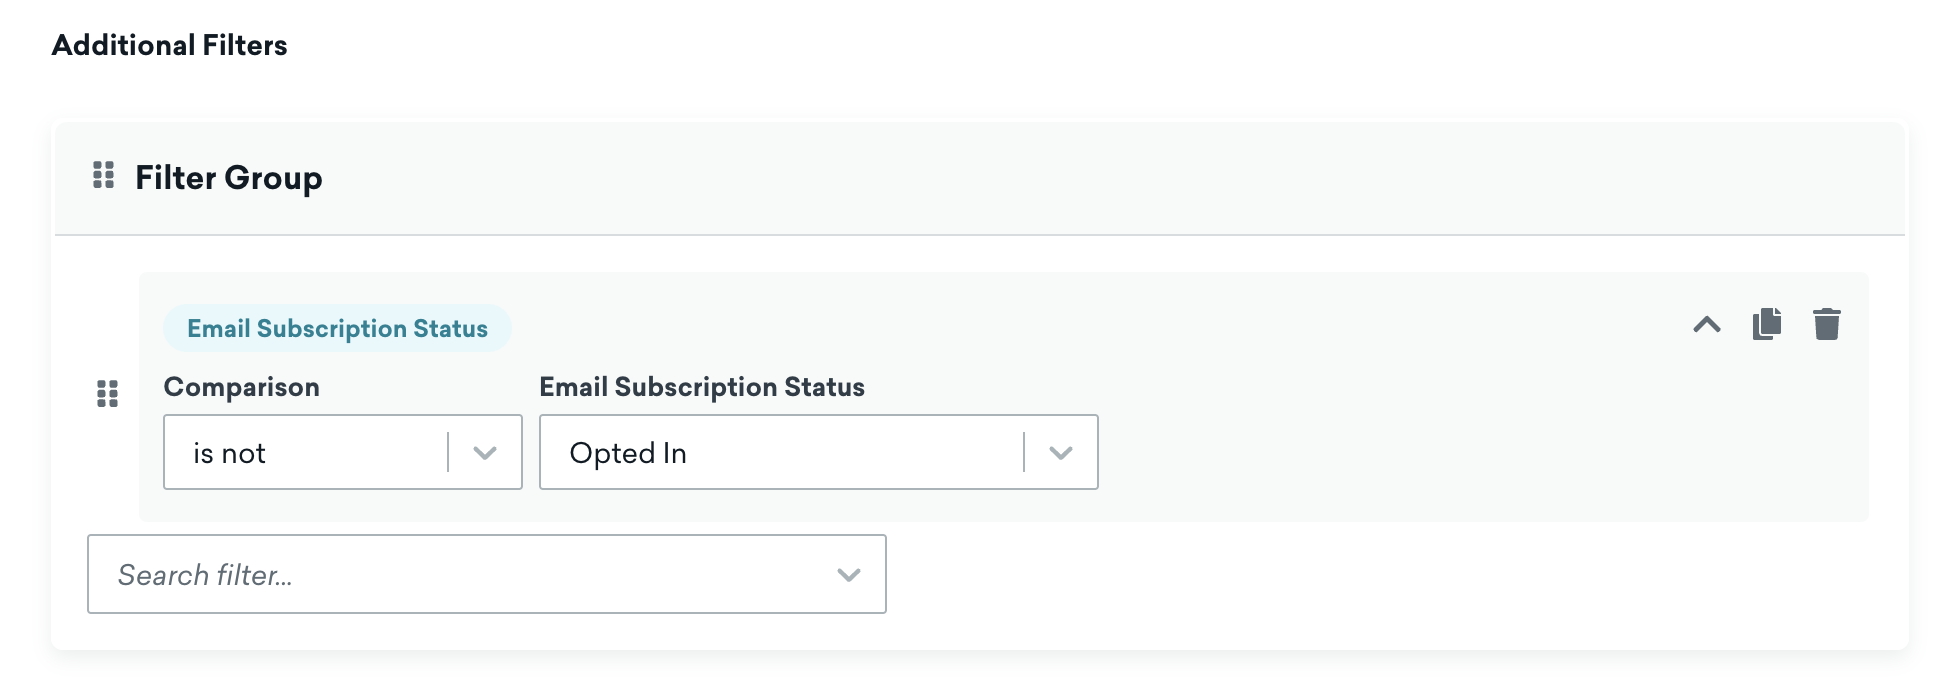 Additional Filters
Filter Group
Email Subscription Status
Comparison
Email Subscription Status
is not
Opted In
Search filter...